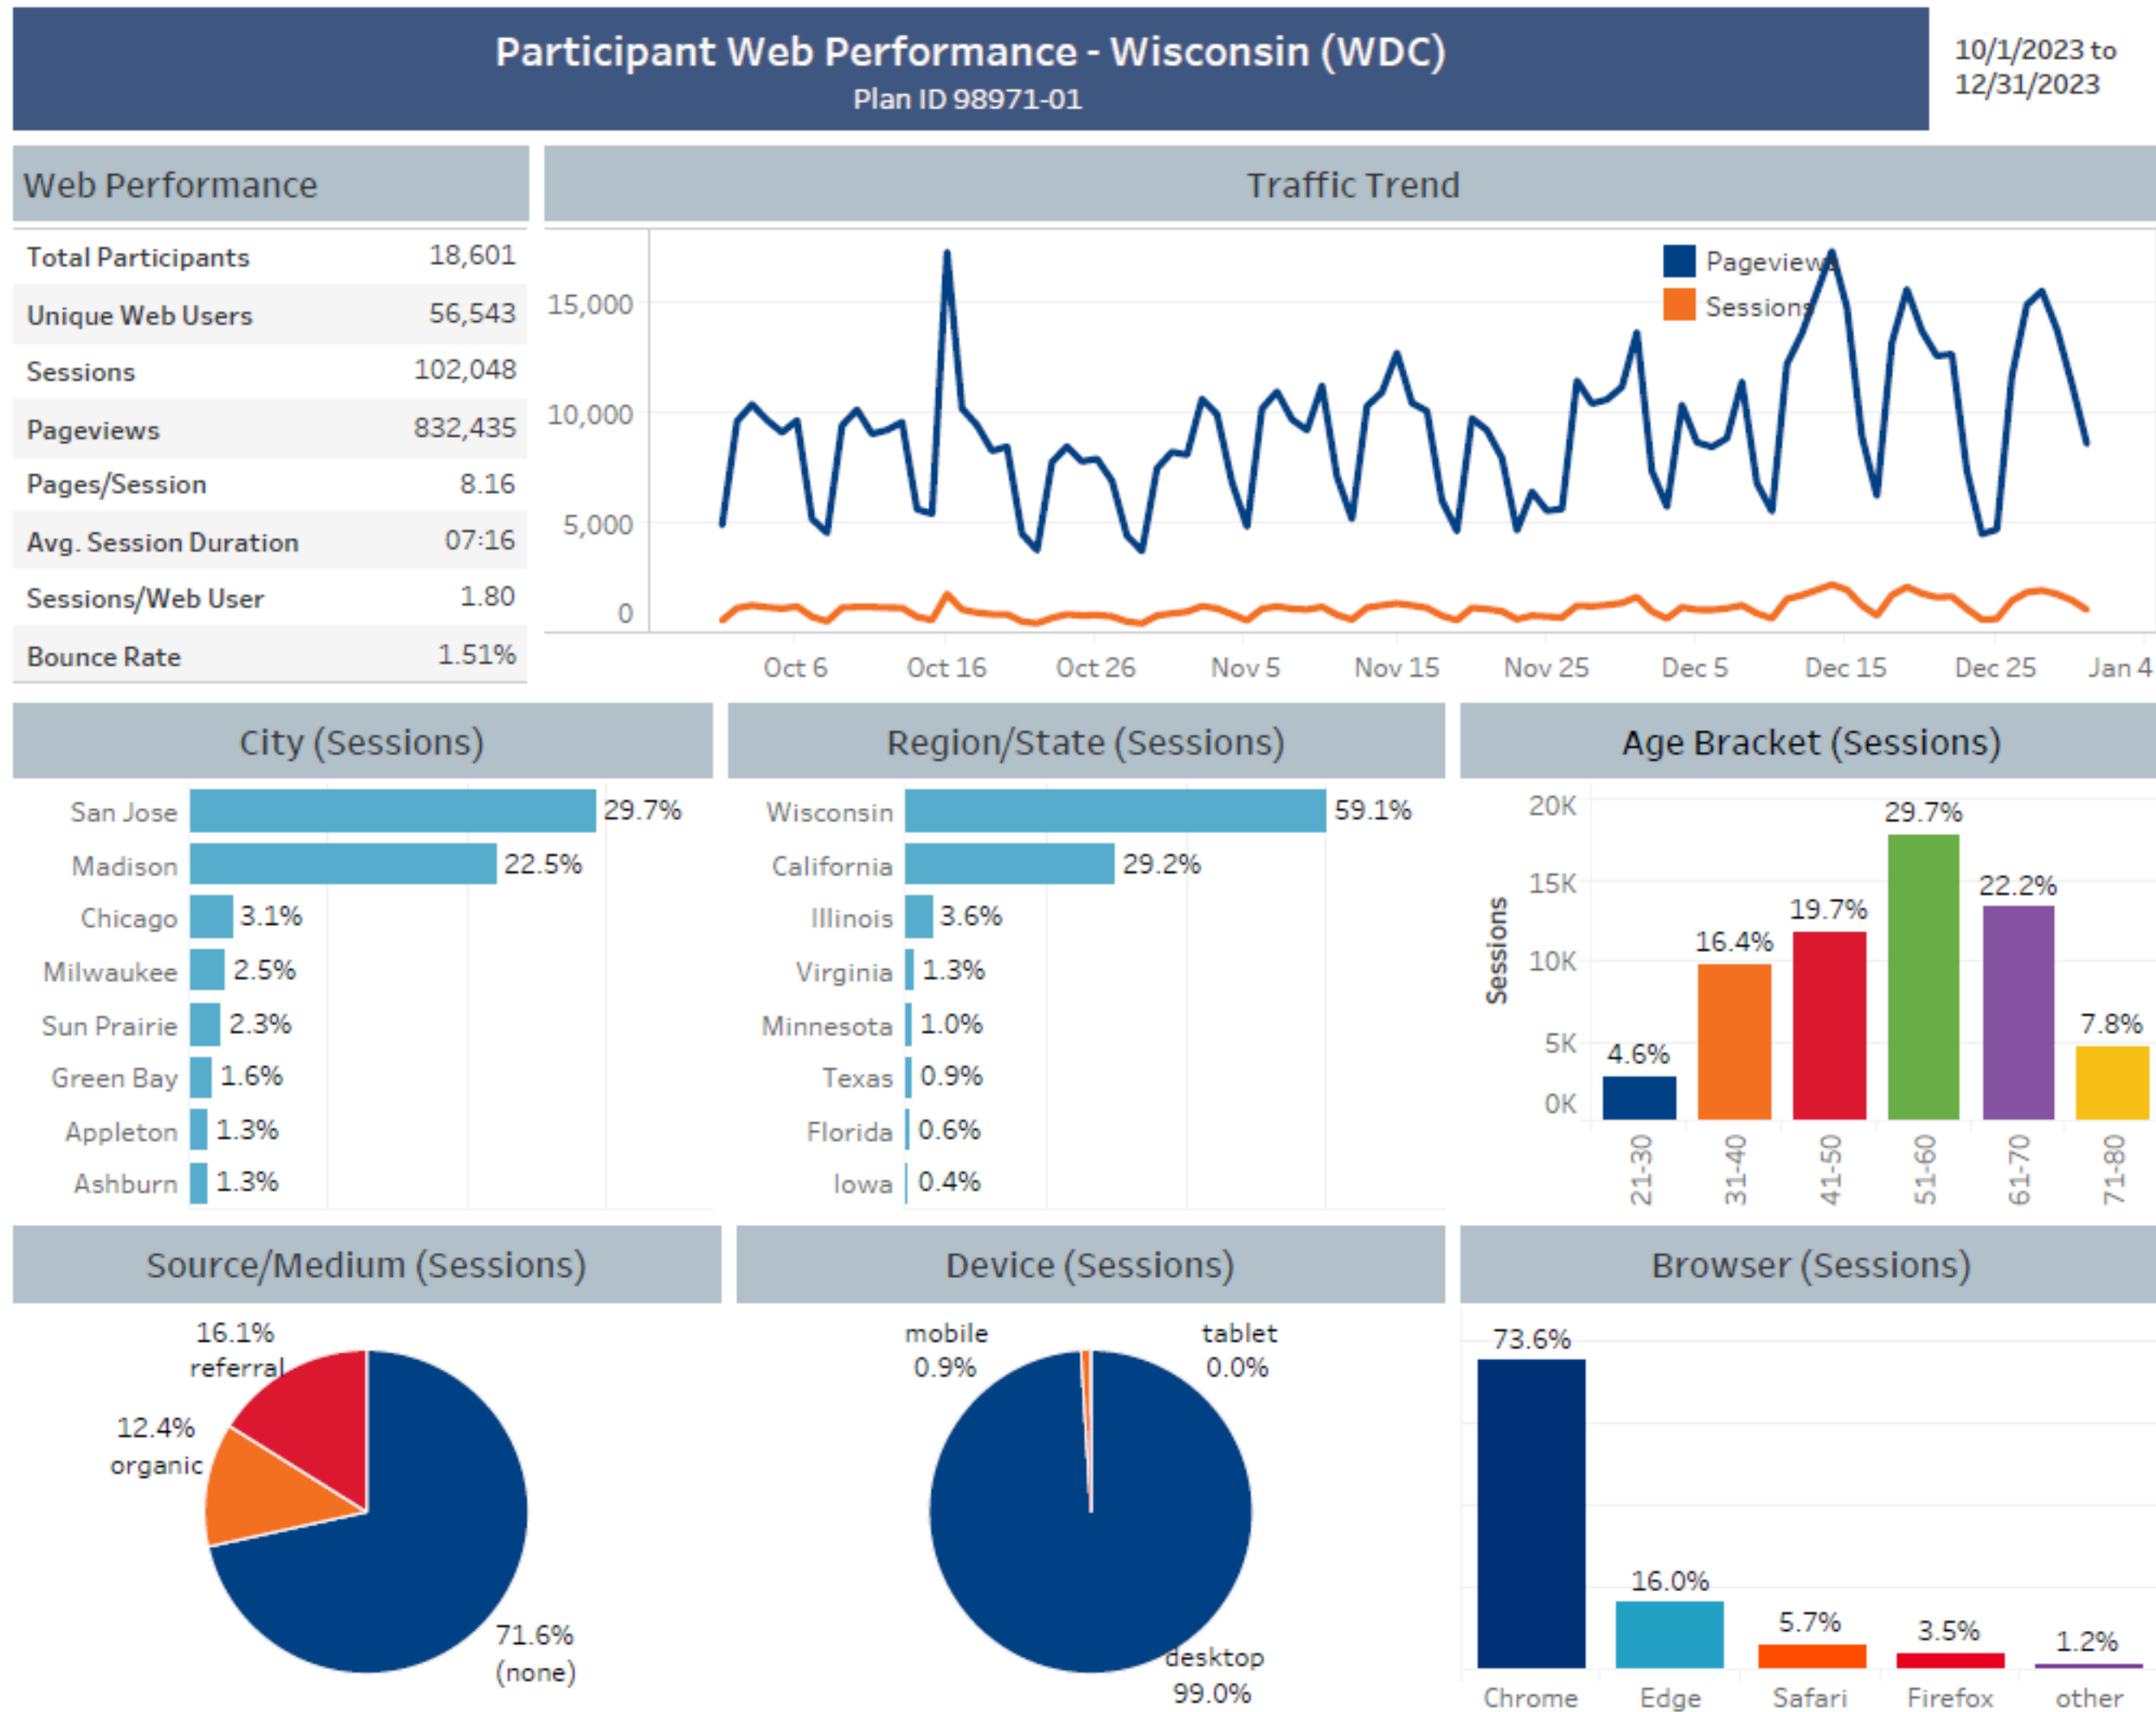 Participant Web Performance - Wisconsin (WDC)
Plan ID 98971-01
10/1/2023 to
12/31/2023
Web Performance
Total Participants 18,601
Unique Web Users 56,543
Sessions 102,048
Pageviews 832,435
Pages/Session 8.16
Avg. Session Duration 07:16
Sessions/Web User 1.80
Bounce Rate 1.51%
Traffic Trend
Pageviews
Sessions
15,000
10,000
5,000
0
Oct 6 Oct 16 Oct 26 Nov 5 Nov 15 Nov 25 Dec 5 Dec 15 Dec 25 Jan 4
City (Sessions)
San Jose 29.7%
Madison 22.5%
Chicago 3.1%
Milwaukee 2.5%
Sun Prairie 2.3%
Green Bay 1.6%
Appleton 1.3%
Ashburn 1.3%
Region/State (Sessions)
Wisconsin 59.1%
California 29.2%
Illinois 3.6%
Virginia 1.3%
Minnesota 1.0%
Texas 0.9%
Florida 0.6%
Iowa 0.4%
Age Bracket (Sessions)
Sessions
20K
15K
10K
5K
0K
4.6%
16.4%
19.7%
29.7%
22.2%
7.8%
21-30
31-40
41-50
51-60
61-70
71-80
Source/Medium (Sessions)
16.1%
referral
12.4%
organic
71.6%
(none)
Device (Sessions)
mobile
0.9%
tablet
0.0%
desktop
99.0%
Browser (Sessions)
73.6%
16.0%
5.7%
3.5%
1.2%
Chrome Edge Safari Firefox other